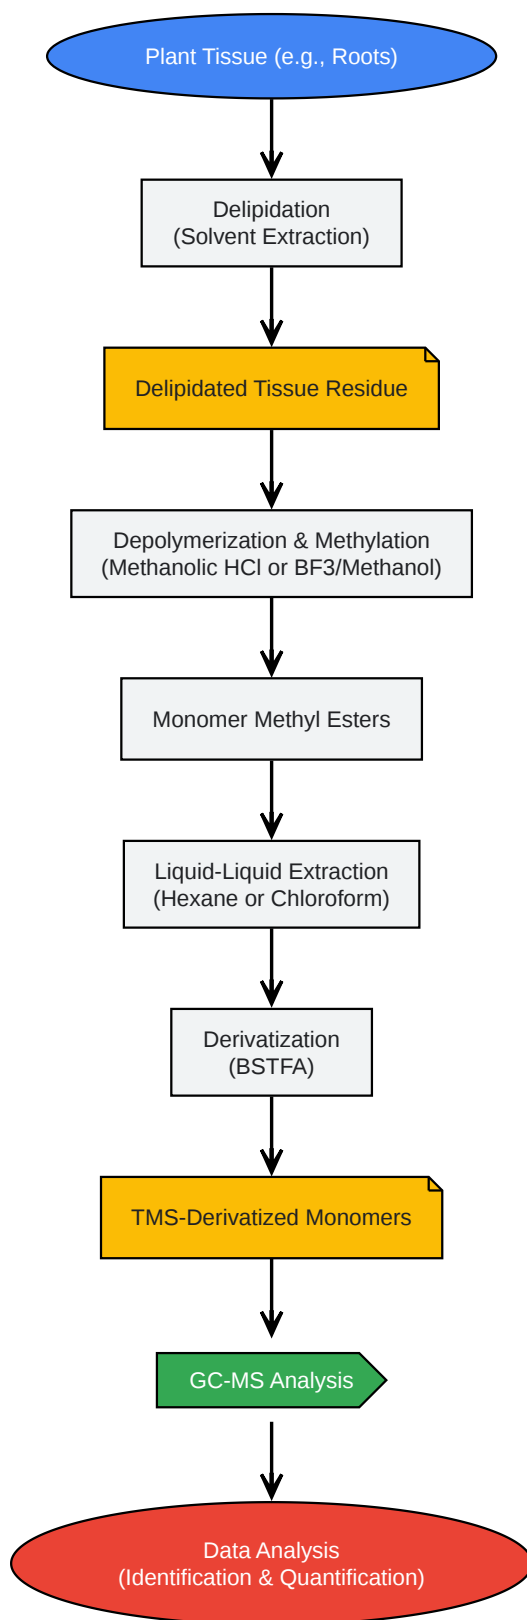 Plant Tissue (e.g., Roots)
Delipidation
(Solvent Extraction)
Delipidated Tissue Residue
Depolymerization & Methylation
(Methanolic HCl or BF3/Methanol)
Monomer Methyl Esters
Liquid-Liquid Extraction
(Hexane or Chloroform)
Derivatization
(BSTFA)
TMS-Derivatized Monomers
GC-MS Analysis
Data Analysis
(Identification & Quantification)